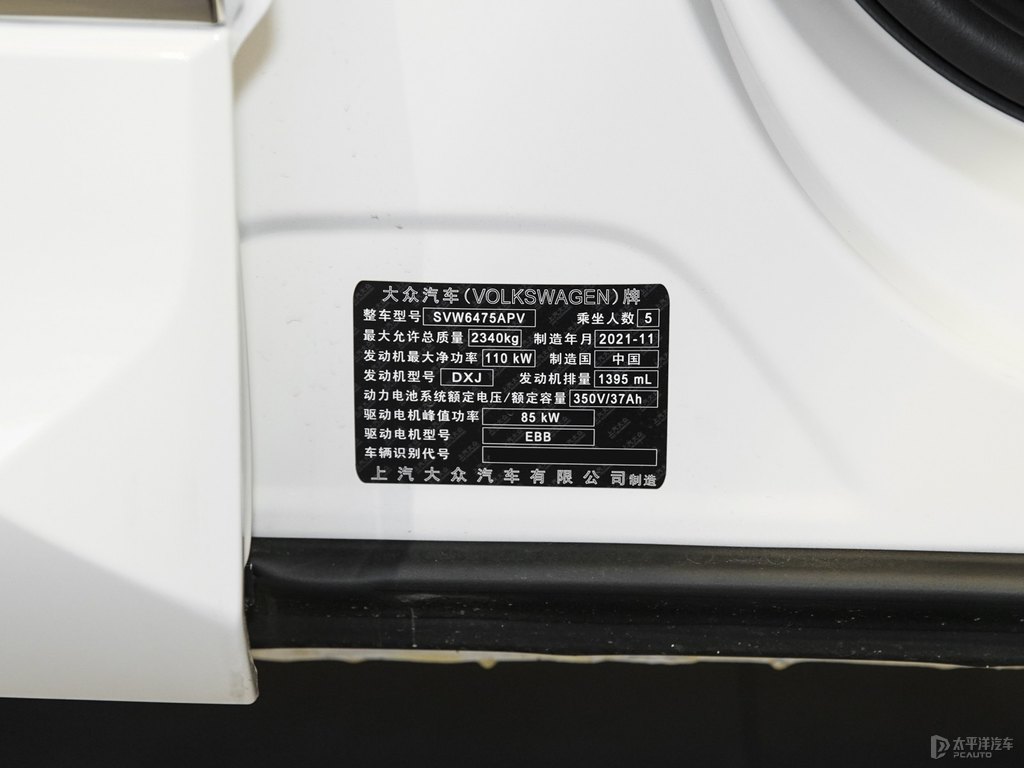 大众汽车(VOLKSWAGEN)牌
整车型号 SVW6475APV 乘坐人数 5
最大允许总质量 2340kg 制造年月 2021-11
发动机最大净功率 110 kW 制造国 中国
发动机型号 DXJ 发动机排量 1395 mL
动力电池系统额定电压/额定容量 350V/37Ah
驱动电机峰值功率 85 kW
驱动电机型号 EBB
车辆识别代号
上汽大众汽车有限公司制造
太平洋汽车
PCAUTO